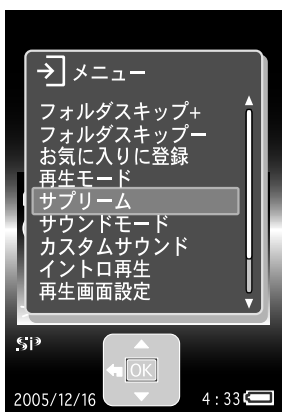 メニュー
フォルダスキップ+
フォルダスキップー
お気に入りに登録
再生モード
サプリーム
サウンドモード
カスタムサウンド
イントロ再生
再生画面設定
OK
2005/12/16
4:33